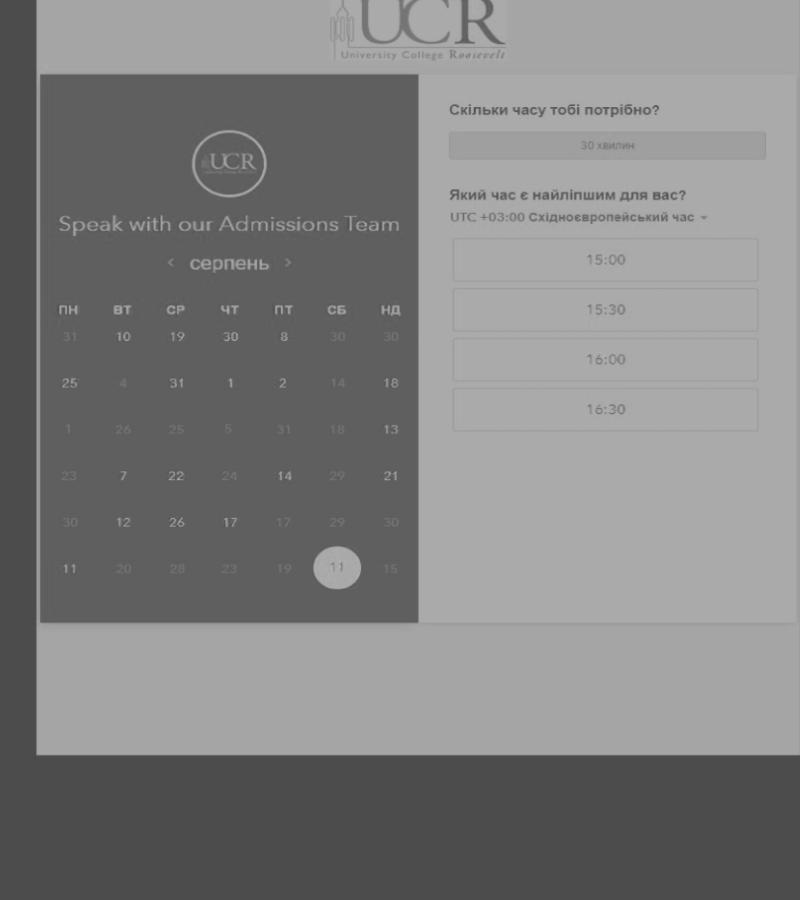 UCR
University College Roosevelt
UCR
Speak with our Admissions Team
< серпень >
ПН ВТ СР ЧТ ПТ СБ НД
31 10 19 30 8 30 30
25 4 31 1 2 14 18
1 26 25 5 31 18 13
23 7 22 24 14 29 21
30 12 26 17 17 29 30
11 20 28 23 19 11 15
Скільки часу тобі потрібно?
30 хвилин
Який час є найліпшим для вас?
UTC +03:00 Східноєвропейський час
15:00
15:30
16:00
16:30